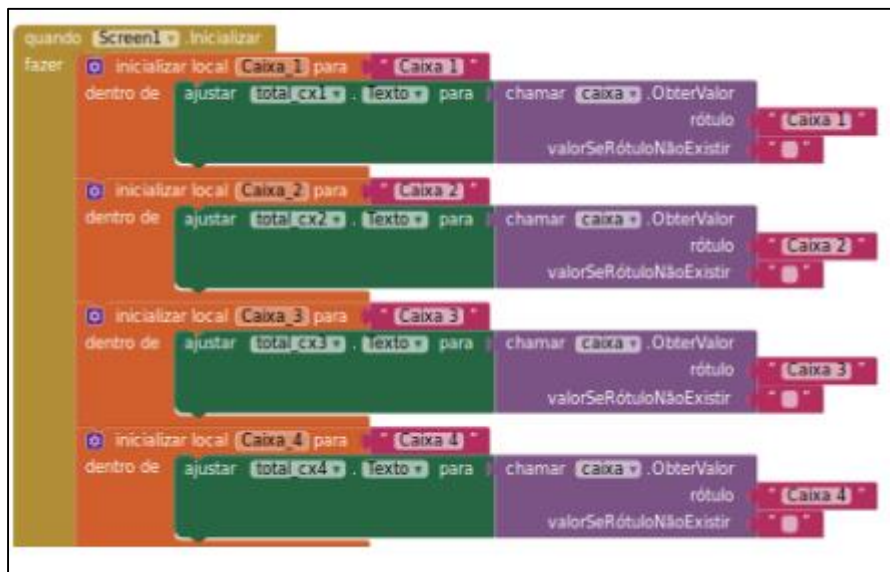 quando Screen1 .Inicializar
fazer inicializar local Caixa_1 para " Caixa 1 "
dentro de ajustar total_cx1 . Texto para chamar caixa .ObterValor
rótulo " Caixa 1 "
valorSeRótuloNãoExistir " "
inicializar local Caixa_2 para " Caixa 2 "
dentro de ajustar total_cx2 . Texto para chamar caixa .ObterValor
rótulo " Caixa 2 "
valorSeRótuloNãoExistir " "
inicializar local Caixa_3 para " Caixa 3 "
dentro de ajustar total_cx3 . Texto para chamar caixa .ObterValor
rótulo " Caixa 3 "
valorSeRótuloNãoExistir " "
inicializar local Caixa_4 para " Caixa 4 "
dentro de ajustar total_cx4 . Texto para chamar caixa .ObterValor
rótulo " Caixa 4 "
valorSeRótuloNãoExistir " "